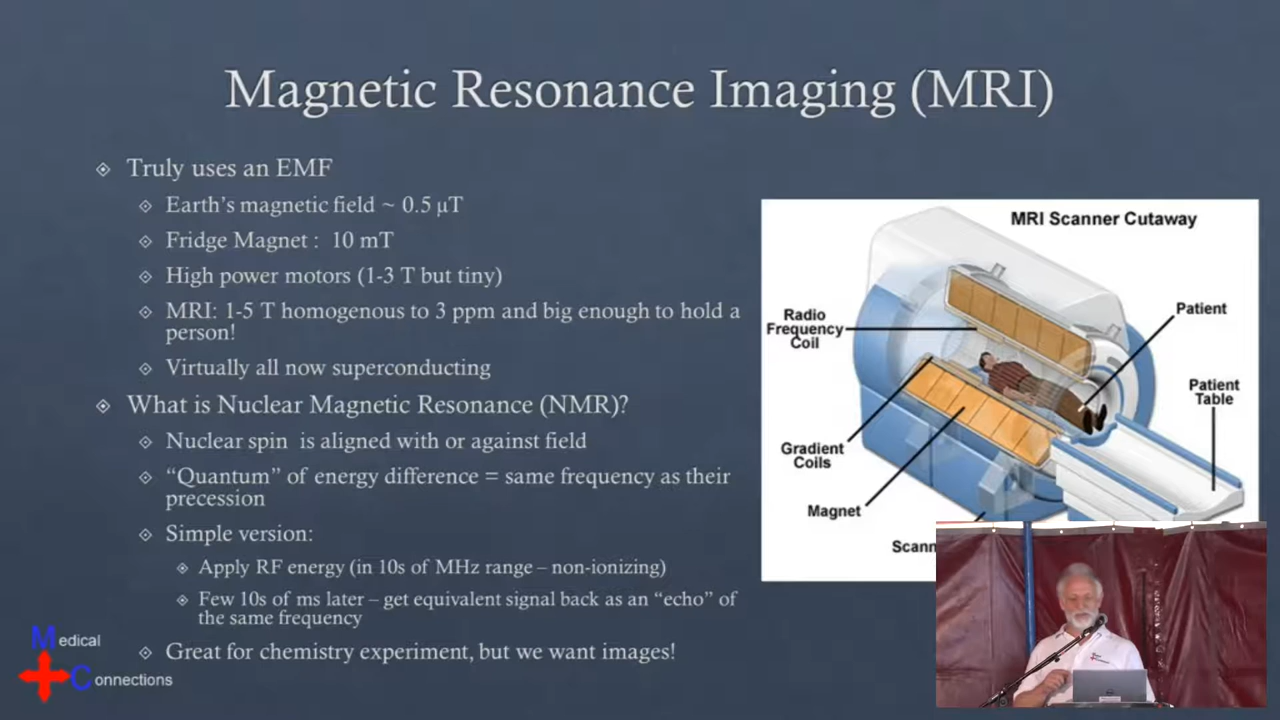 Magnetic Resonance Imaging (MRI)
Truly uses an EMF
Earth's magnetic field ~ 0.5 µT
Fridge Magnet : 10 mT
High power motors (1-3 T but tiny)
MRI: 1-5 T homogenous to 3 ppm and big enough to hold a
person!
Virtually all now superconducting
What is Nuclear Magnetic Resonance (NMR)?
Nuclear spin is aligned with or against field
“Quantum” of energy difference = same frequency as their
precession
Simple version:
Apply RF energy (in 10s of MHz range – non-ionizing)
Few 10s of ms later – get equivalent signal back as an “echo” of
the same frequency
Great for chemistry experiment, but we want images!
MRI Scanner Cutaway
Radio
Frequency
Coil
Patient
Patient
Table
Gradient
Coils
Magnet
Scann
Medical
Connections